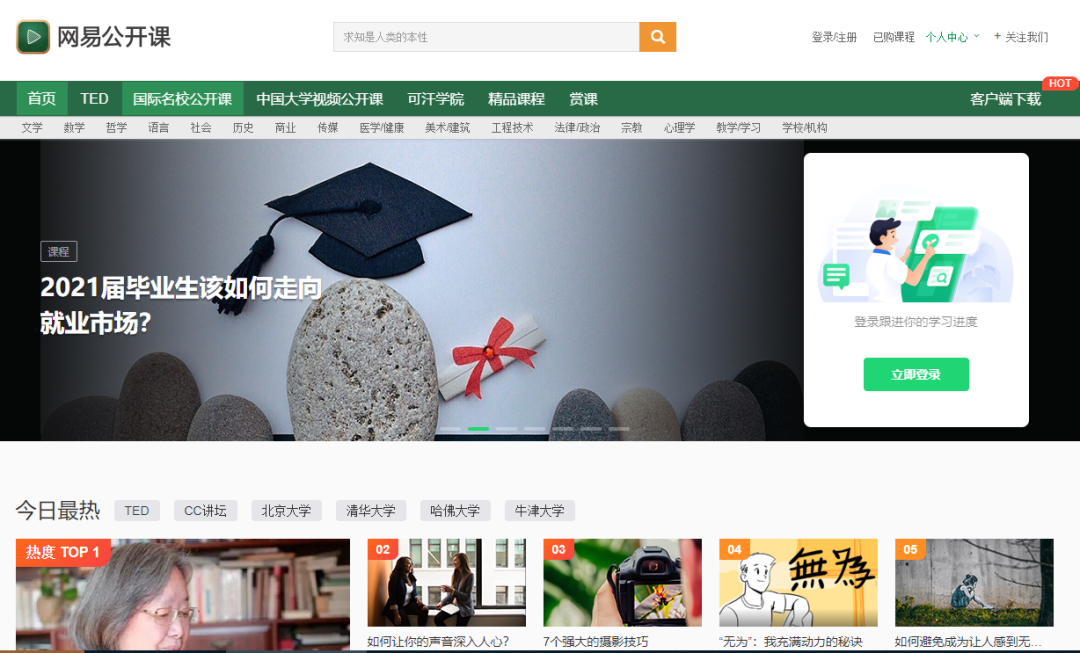 网易公开课
求知是人类的本性
登录/注册 已购课程 个人中心 + 关注我们
HOT
首页 TED 国际名校公开课 中国大学视频公开课 可汗学院 精品课程 赏课 客户端下载
文学 数学 哲学 语言 社会 历史 商业 传媒 医学/健康 美术/建筑 工程技术 法律/政治 宗教 心理学 教学/学习 学校/机构
课程
2021届毕业生该如何走向
就业市场?
登录跟进你的学习进度
立即登录
今日最热 TED CC讲坛 北京大学 清华大学 哈佛大学 牛津大学
热度 TOP 1
02
03
04
05
無為
如何让你的声音深入人心?
7个强大的摄影技巧
“无为”：我充满动力的秘诀
如何避免成为让人感到无...